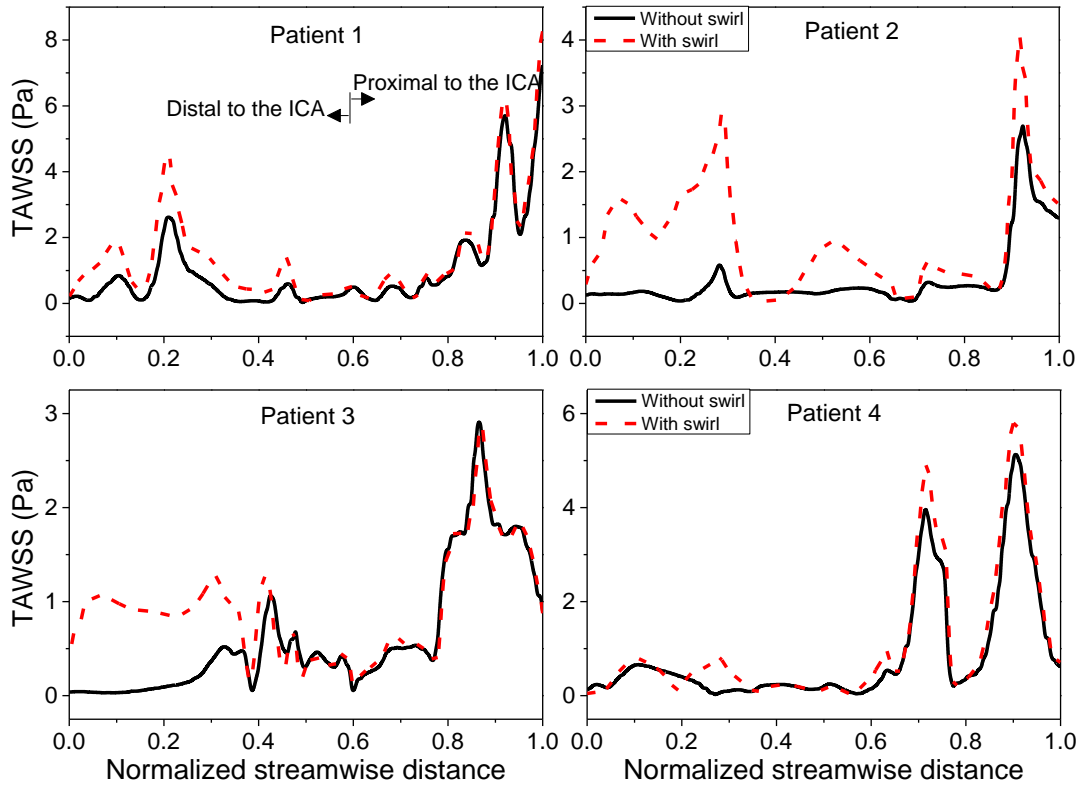 Patient 1
Proximal to the ICA
Distal to the ICA
TAWSS (Pa)
8
6
4
2
0
0.0 0.2 0.4 0.6 0.8 1.0
Without swirl
With swirl
Patient 2
4
3
2
1
0
0.0 0.2 0.4 0.6 0.8 1.0
Patient 3
TAWSS (Pa)
3
2
1
0
0.0 0.2 0.4 0.6 0.8 1.0
Normalized streamwise distance
Without swirl
With swirl
Patient 4
6
4
2
0
0.0 0.2 0.4 0.6 0.8 1.0
Normalized streamwise distance